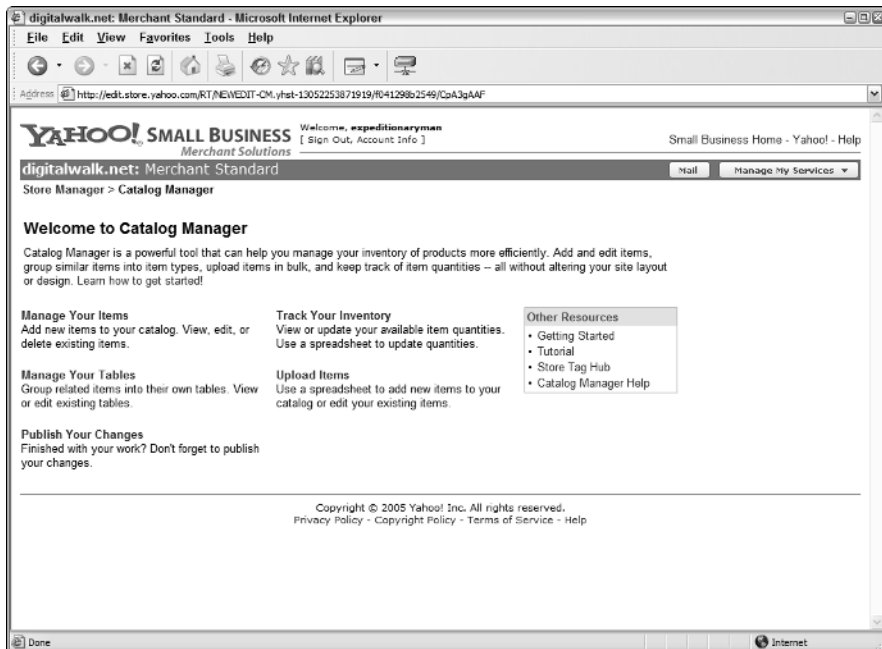 digitalwalk.net: Merchant Standard - Microsoft Internet Explorer
File Edit View Favorites Tools Help
Address http://edit.store.yahoo.com/RT/NEWEDIT-CM.yhst-13052253871919/f041298b2549/CpA3gAAF
YAHOO! SMALL BUSINESS
Merchant Solutions
Welcome, expeditionaryman
[ Sign Out, Account Info ]
Small Business Home - Yahoo! - Help
digitalwalk.net: Merchant Standard
Mail
Manage My Services
Store Manager > Catalog Manager
Welcome to Catalog Manager
Catalog Manager is a powerful tool that can help you manage your inventory of products more efficiently. Add and edit items,
group similar items into item types, upload items in bulk, and keep track of item quantities -- all without altering your site layout
or design. Learn how to get started!
Manage Your Items
Add new items to your catalog. View, edit, or
delete existing items.
Track Your Inventory
View or update your available item quantities.
Use a spreadsheet to update quantities.
Manage Your Tables
Group related items into their own tables. View
or edit existing tables.
Upload Items
Use a spreadsheet to add new items to your
catalog or edit your existing items.
Publish Your Changes
Finished with your work? Don't forget to publish
your changes.
Other Resources
• Getting Started
• Tutorial
• Store Tag Hub
• Catalog Manager Help
Copyright © 2005 Yahoo! Inc. All rights reserved.
Privacy Policy - Copyright Policy - Terms of Service - Help
Done
Internet